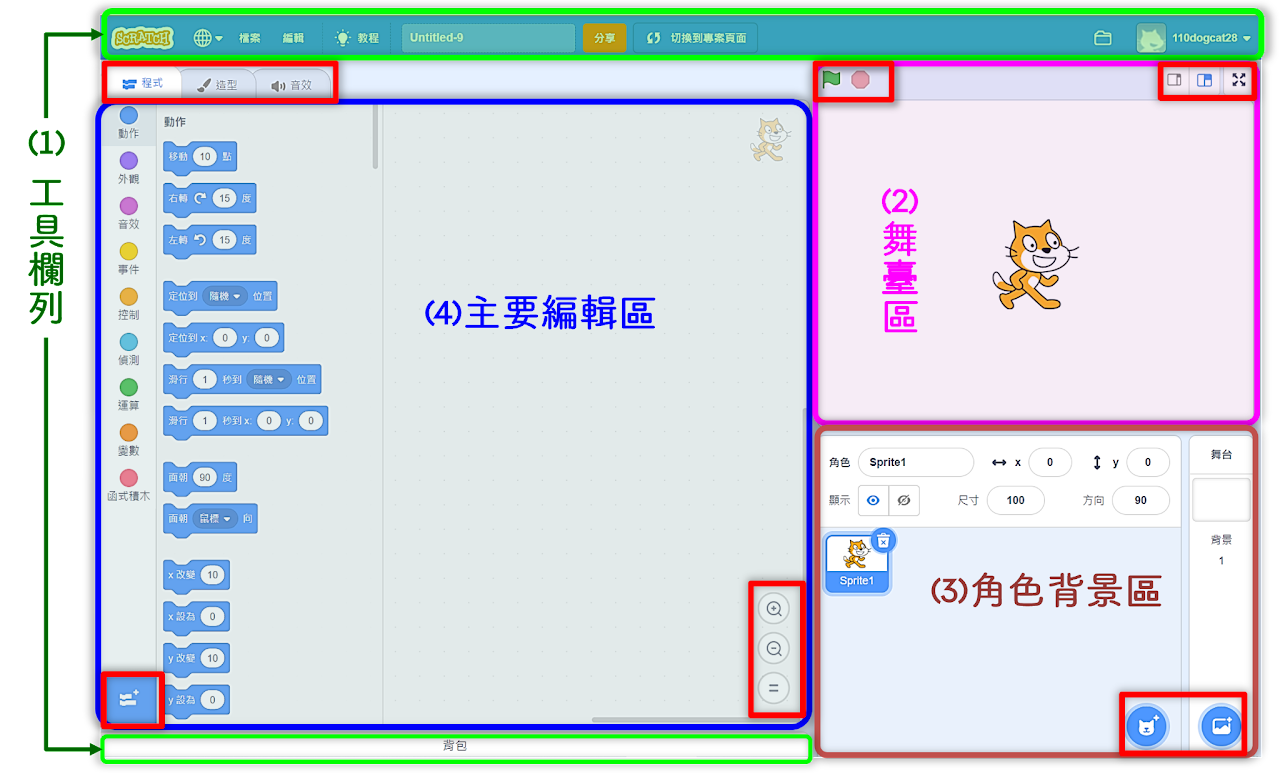 SCRATCH 檔案 編輯 教程 Untitled-9 分享 切換到專案頁面 110dogcat28
程式 造型 音效
(1)工具欄列
動作
外觀
音效
事件
控制
偵測
運算
變數
函式積木
動作
移動 10 點
右轉 15 度
左轉 15 度
定位到 隨機 位置
定位到 x: 0 y: 0
滑行 1 秒到 隨機 位置
滑行 1 秒到 x: 0 y: 0
面朝 90 度
面朝 鼠標 向
x 改變 10
x 設為 0
y 改變 10
y 設為 0
(4)主要編輯區
(2)舞臺區
角色 Sprite1 x 0 y 0
顯示 尺寸 100 方向 90
Sprite1
(3)角色背景區
舞台
背景
1
背包